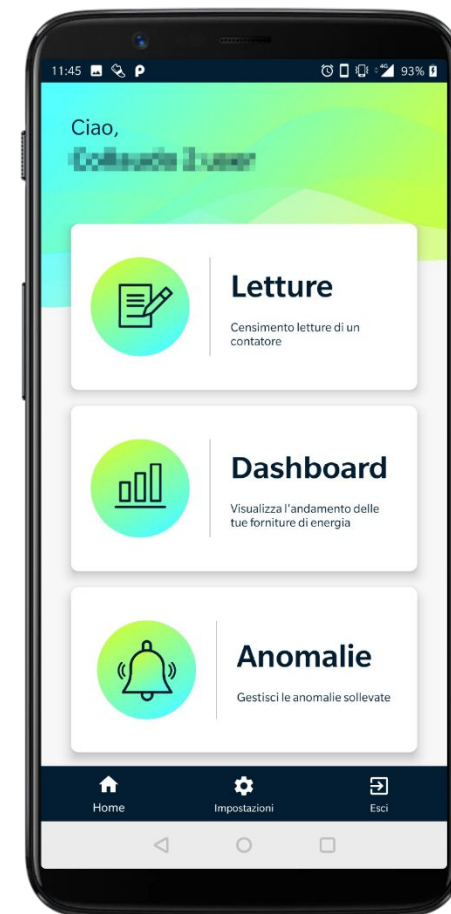 11:45
4G
93%
Ciao,
Letture
Censimento letture di un
contatore
Dashboard
Visualizza l'andamento delle
tue forniture di energia
Anomalie
Gestisci le anomalie sollevate
Home
Impostazioni
Esci